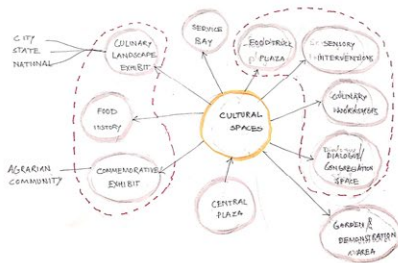 CITY
STATE
NATIONAL
CULINARY
LANDSCAPE
EXHIBIT
SERVICE
BAY
FOOD TRUCK
PLAZA
SENSORY
INTERVENTIONS
FOOD
HISTORY
CULTURAL
SPACES
CULINARY
WORKSHOPS
AGRARIAN
COMMUNITY
COMMEMORATIVE
EXHIBIT
DIALOGUE/
CONGREGATION
SPACE
CENTRAL
PLAZA
GARDEN &
DEMONSTRATION
AREA